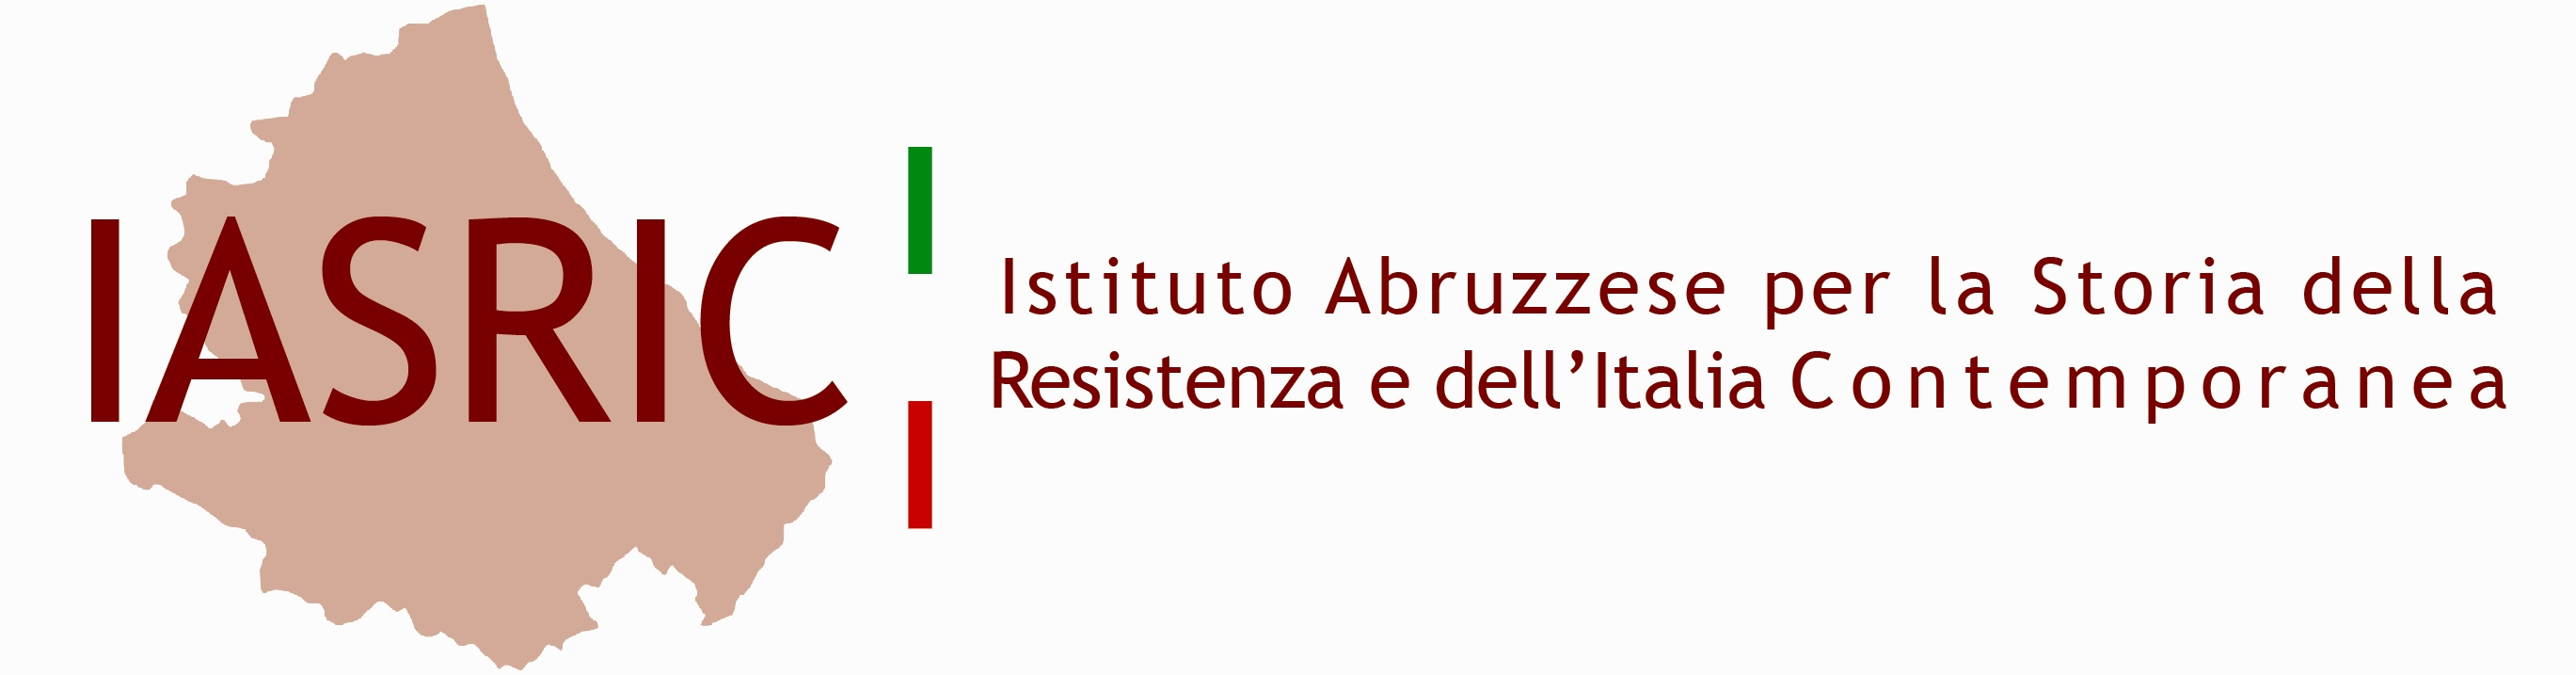 IASRIC
Istituto Abruzzese per la Storia della
Resistenza e dell’Italia Contemporanea